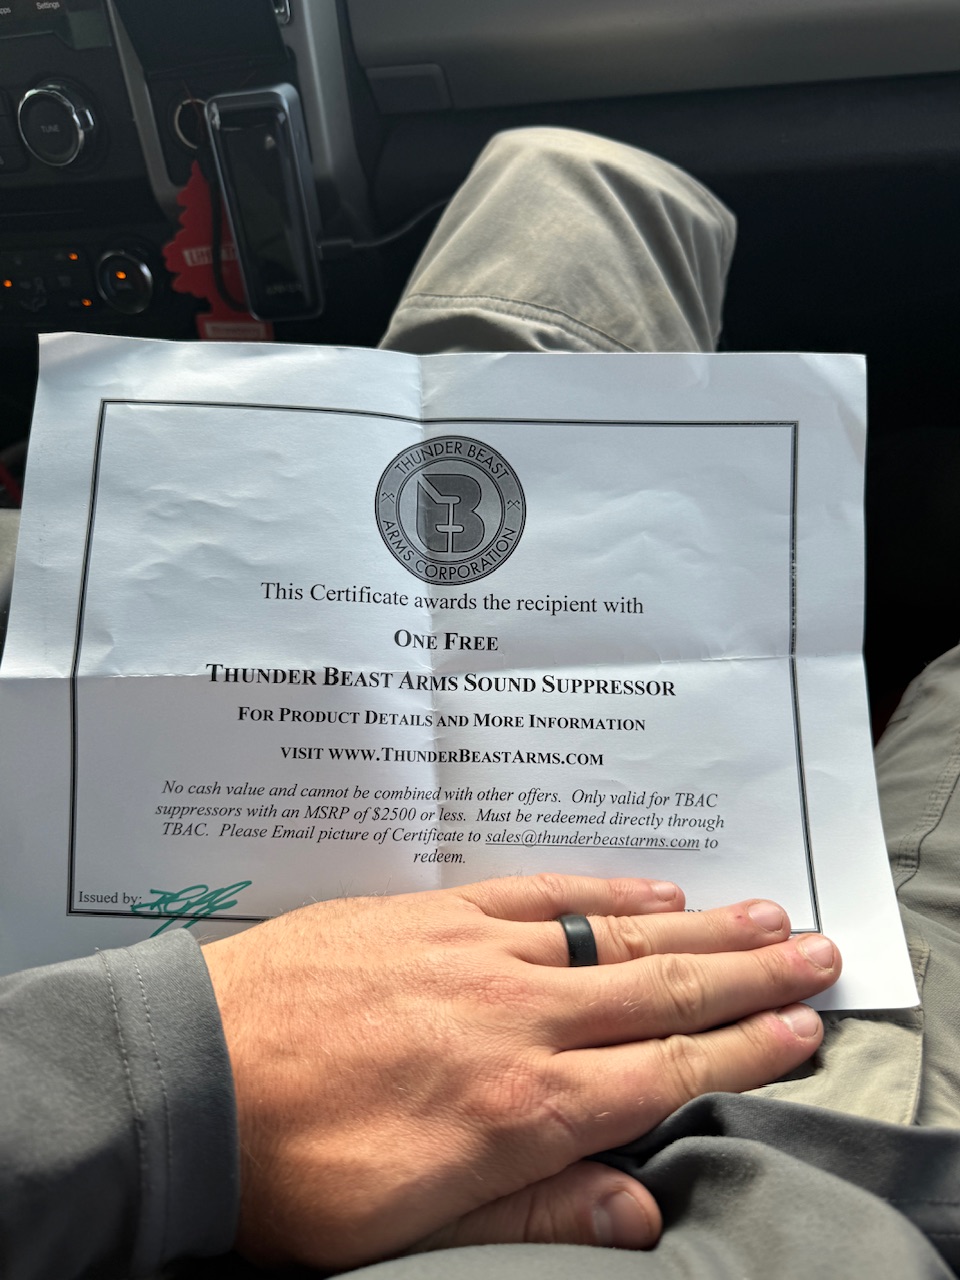 Settings
TUNE
THUNDER BEAST
ARMS CORPORATION
This Certificate awards the recipient with
ONE FREE
THUNDER BEAST ARMS SOUND SUPPRESSOR
FOR PRODUCT DETAILS AND MORE INFORMATION
VISIT WWW.THUNDERBEASTARMS.COM
No cash value and cannot be combined with other offers. Only valid for TBAC
suppressors with an MSRP of $2500 or less. Must be redeemed directly through
TBAC. Please Email picture of Certificate to sales@thunderbeastarms.com to
redeem.
Issued by: